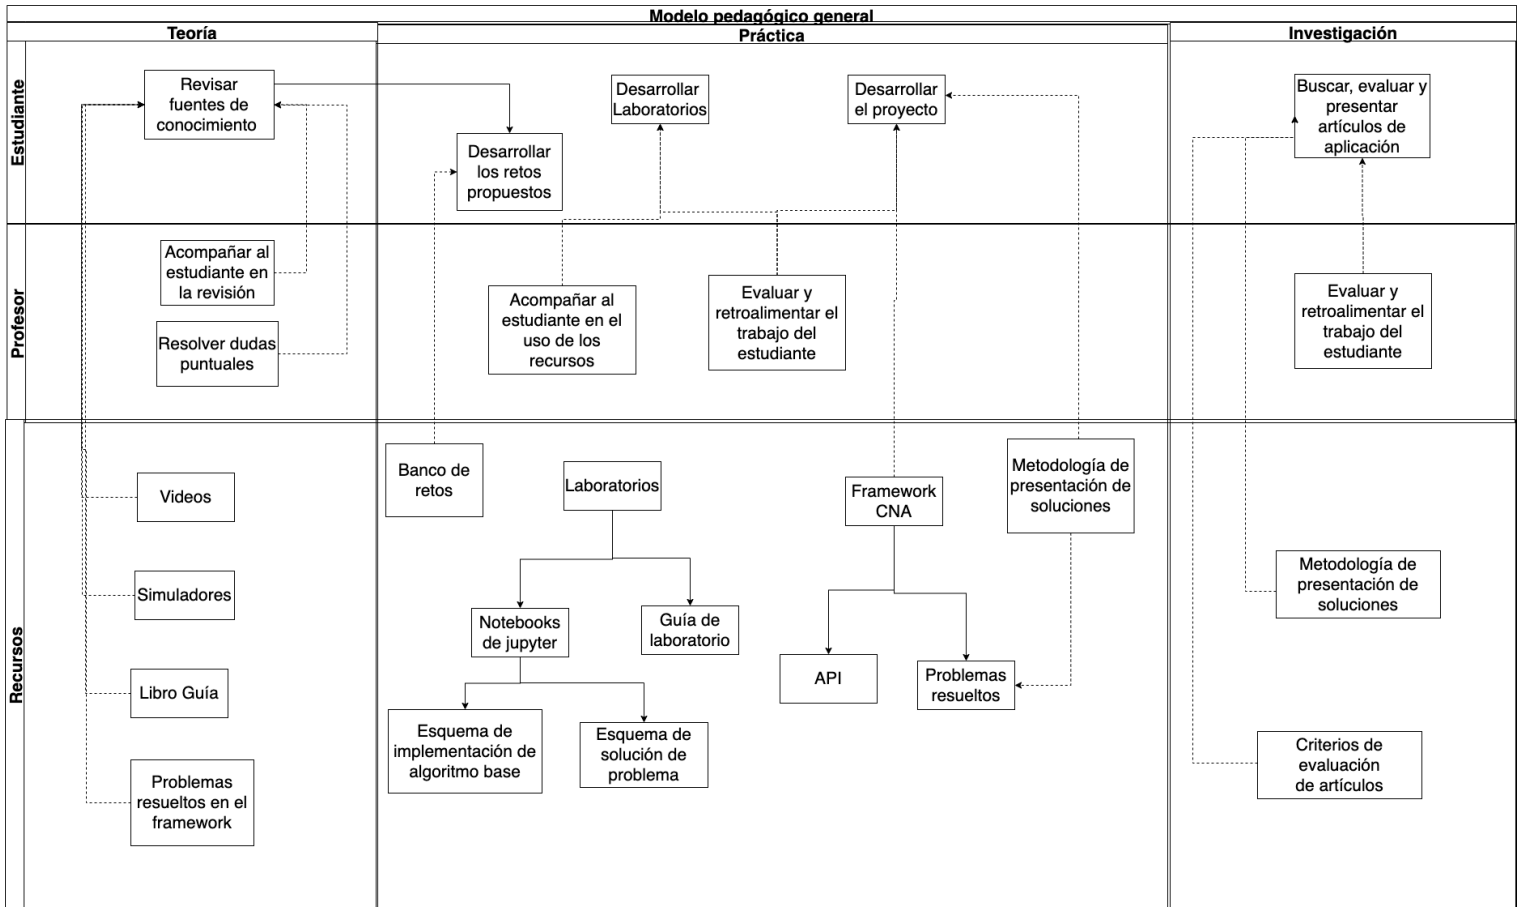 Modelo pedagógico general
Teoría
Práctica
Investigación
Estudiante
Revisar
fuentes de
conocimiento
Desarrollar
los retos
propuestos
Desarrollar
Laboratorios
Desarrollar
el proyecto
Buscar, evaluar y
presentar
artículos de
aplicación
Profesor
Acompañar al
estudiante en
la revisión
Resolver dudas
puntuales
Acompañar al
estudiante en el
uso de los
recursos
Evaluar y
retroalimentar el
trabajo del
estudiante
Evaluar y
retroalimentar el
trabajo del
estudiante
Recursos
Videos
Simuladores
Libro Guía
Problemas
resueltos en el
framework
Banco de
retos
Laboratorios
Notebooks
de jupyter
Guía de
laboratorio
Esquema de
implementación de
algoritmo base
Esquema de
solución de
problema
Framework
CNA
API
Problemas
resueltos
Metodología de
presentación de
soluciones
Metodología de
presentación de
soluciones
Criterios de
evaluación
de artículos